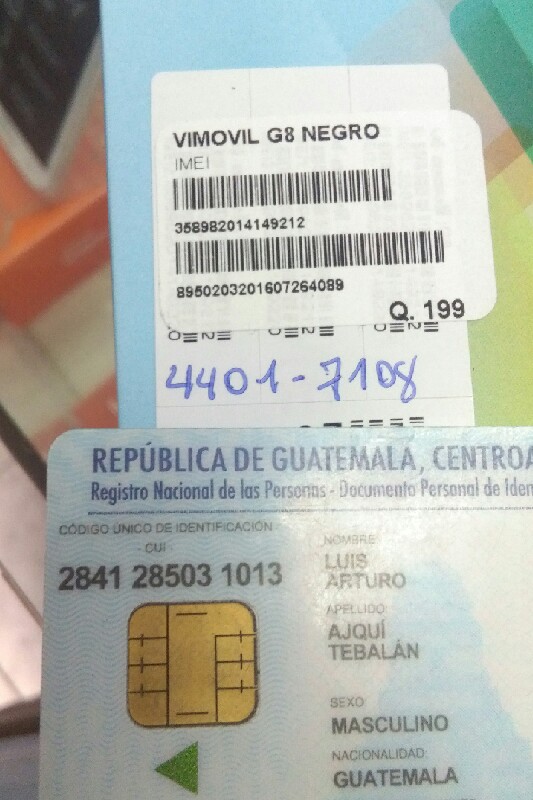 VIMOVIL G8 NEGRO
IMEI
358982014149212
8950203201607264089
Q. 199
4401-7108
REPÚBLICA DE GUATEMALA, CENTROA
Registro Nacional de las Personas - Documento Personal de Iden
CÓDIGO ÚNICO DE IDENTIFICACIÓN
- CUI -
2841 28503 1013
NOMBRE:
LUIS
ARTURO
APELLIDO:
AJQUÍ
TEBALÁN
SEXO
MASCULINO
NACIONALIDAD:
GUATEMALA